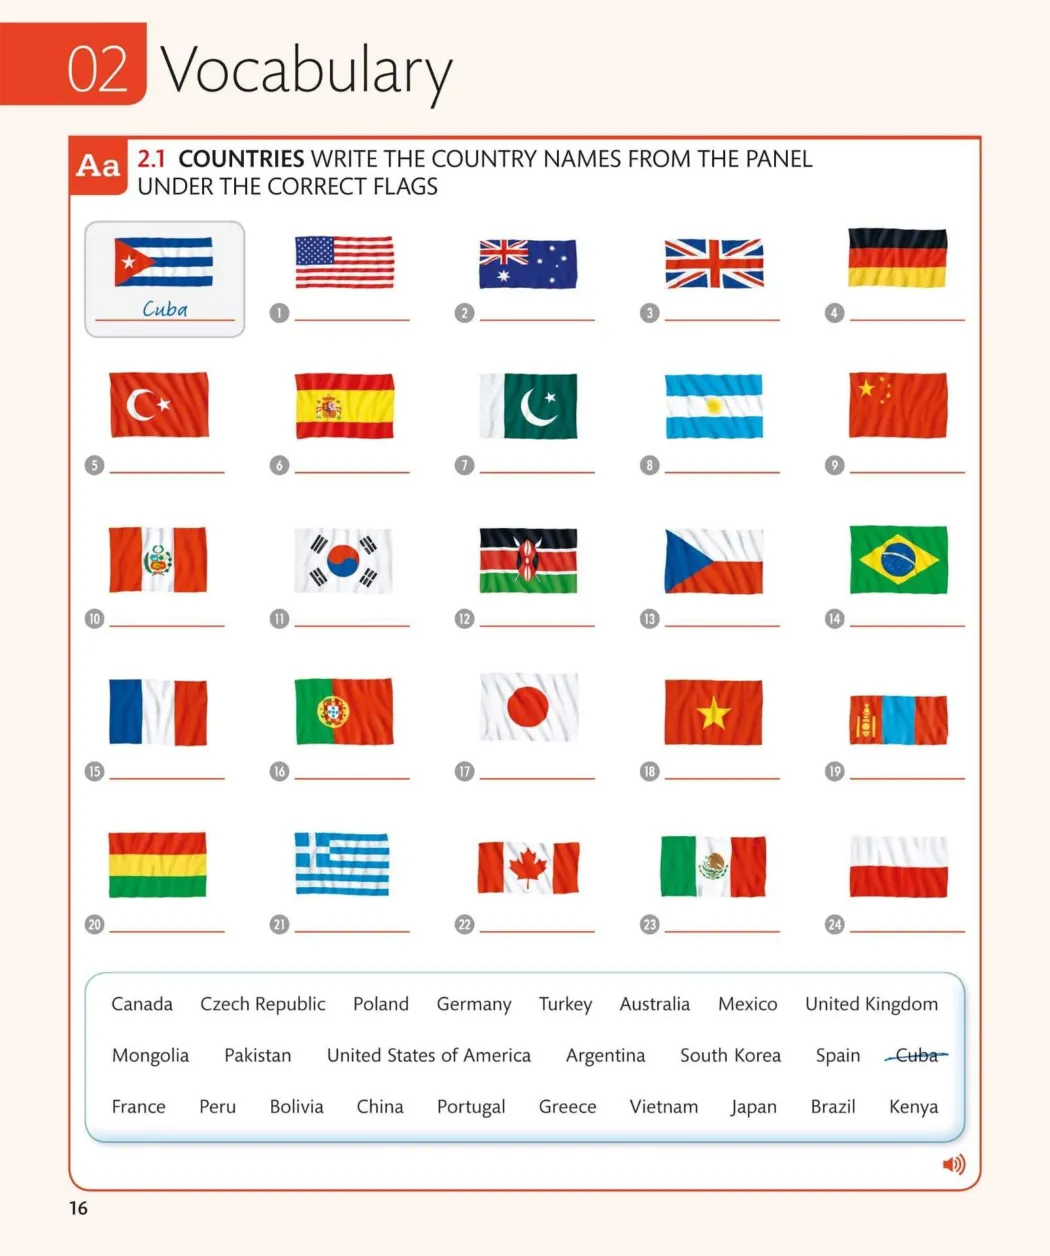 02 Vocabulary
Aa 2.1 COUNTRIES WRITE THE COUNTRY NAMES FROM THE PANEL
UNDER THE CORRECT FLAGS
Cuba 1 2 3 4
5 6 7 8 9
10 11 12 13 14
15 16 17 18 19
20 21 22 23 24
Canada Czech Republic Poland Germany Turkey Australia Mexico United Kingdom
Mongolia Pakistan United States of America Argentina South Korea Spain Cuba
France Peru Bolivia China Portugal Greece Vietnam Japan Brazil Kenya
16